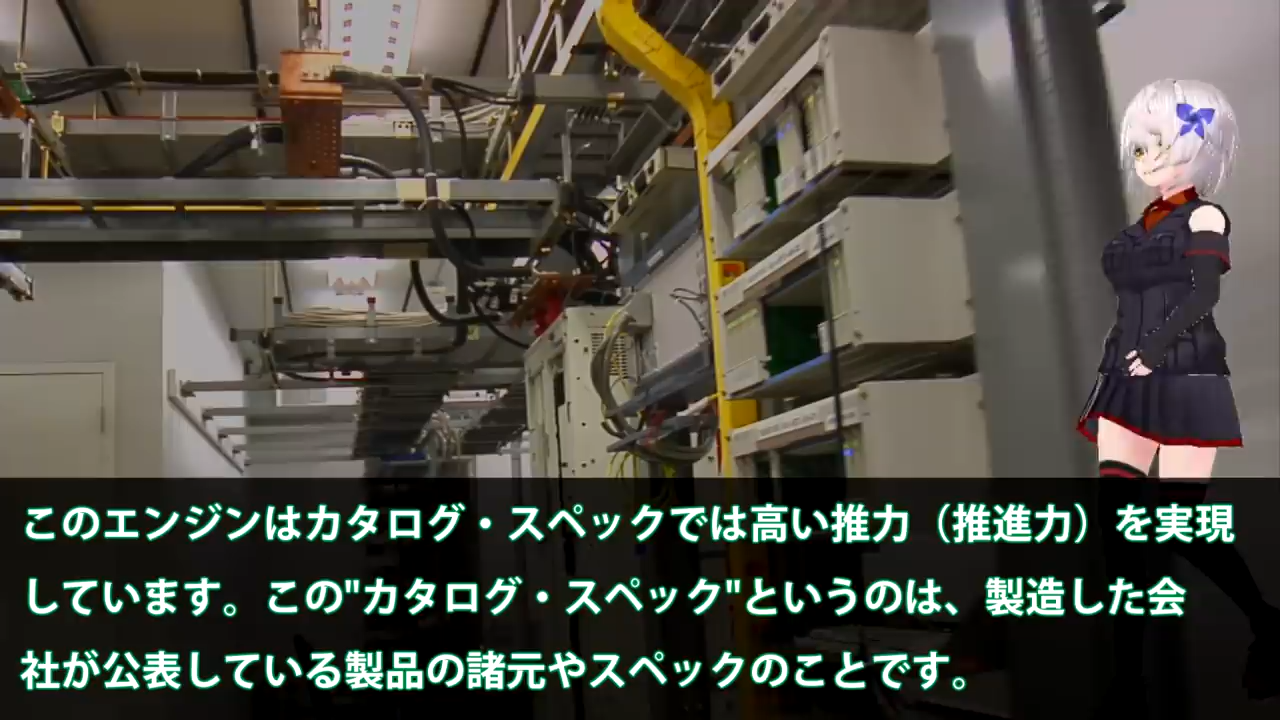 このエンジンはカタログ・スペックでは高い推力（推進力）を実現
しています。この"カタログ・スペック"というのは、製造した会
社が公表している製品の諸元やスペックのことです。